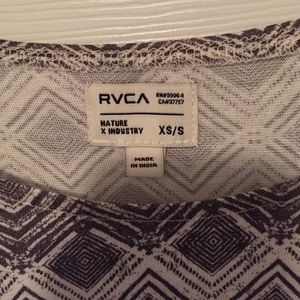 RVCA
RN#95064
CA#37757
NATURE
X INDUSTRY
XS/S
MADE
IN INDIA